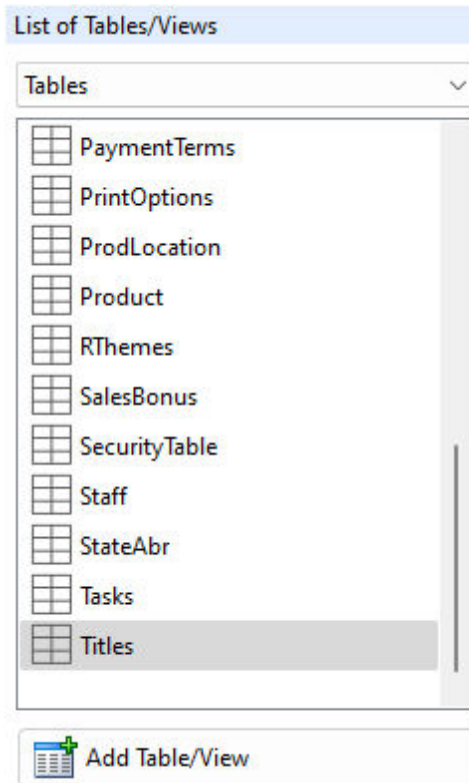 List of Tables/Views
Tables
PaymentTerms
PrintOptions
ProdLocation
Product
RThemes
SalesBonus
SecurityTable
Staff
StateAbr
Tasks
Titles
Add Table/View